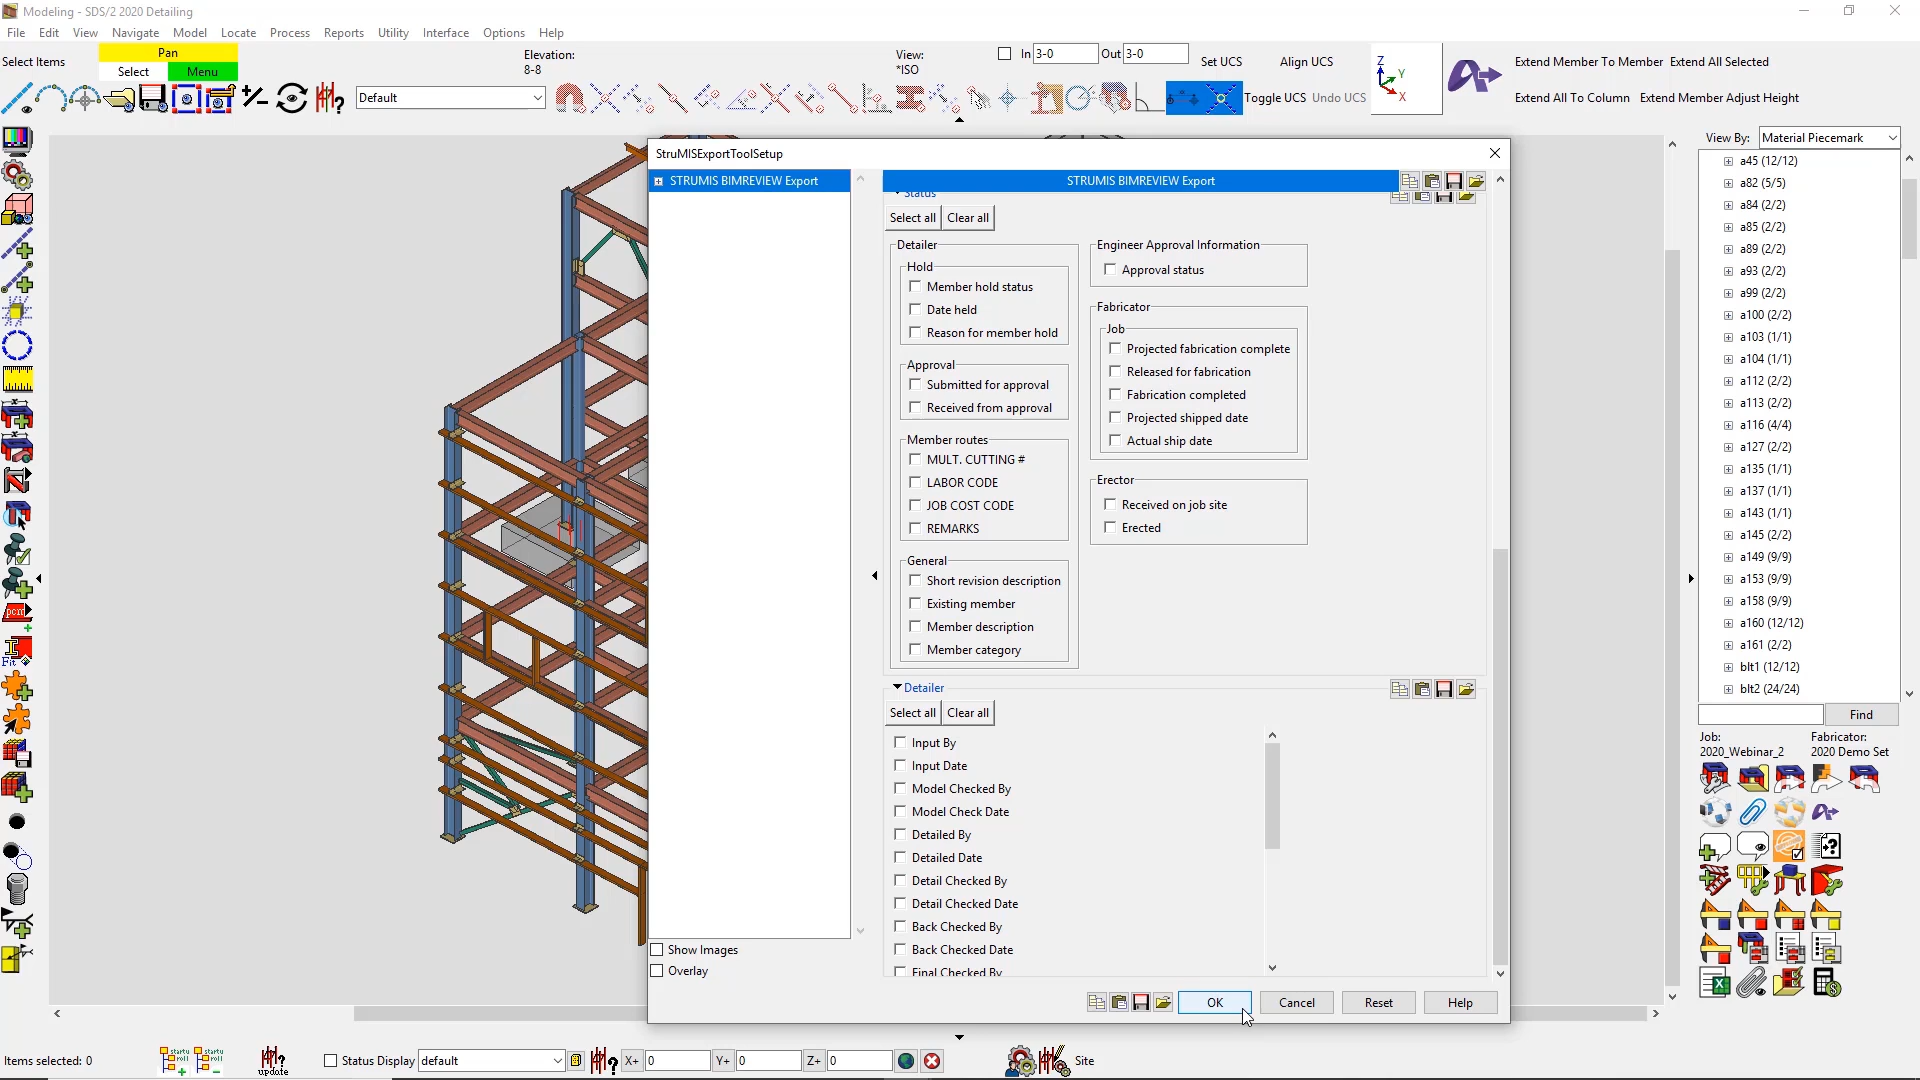 Modeling - SDS/2 2020 Detailing
File Edit View Navigate Model Locate Process Reports Utility Interface Options Help
Select Items
Pan
Select Menu
Elevation:
8-8
View:
*ISO
In 3-0 Out 3-0
Set UCS Align UCS
Z Y X
Extend Member To Member Extend All Selected
Default
Toggle UCS Undo UCS
Extend All To Column Extend Member Adjust Height
View By: Material Piecemark
a45 (12/12)
a82 (5/5)
a84 (2/2)
a85 (2/2)
a89 (2/2)
a93 (2/2)
a99 (2/2)
a100 (2/2)
a103 (1/1)
a104 (1/1)
a112 (2/2)
a113 (2/2)
a116 (4/4)
a127 (2/2)
a135 (1/1)
a137 (1/1)
a143 (1/1)
a145 (2/2)
a149 (9/9)
a153 (9/9)
a158 (9/9)
a160 (12/12)
a161 (2/2)
blt1 (12/12)
blt2 (24/24)
Find
Job: Fabricator:
2020_Webinar_2 2020 Demo Set
pcm
Fit
StruMISExportToolSetup
STRUMIS BIMREVIEW Export
STRUMIS BIMREVIEW Export
Status
Select all Clear all
Detailer
Hold
Member hold status
Date held
Reason for member hold
Approval
Submitted for approval
Received from approval
Member routes
MULT. CUTTING #
LABOR CODE
JOB COST CODE
REMARKS
General
Short revision description
Existing member
Member description
Member category
Engineer Approval Information
Approval status
Fabricator
Job
Projected fabrication complete
Released for fabrication
Fabrication completed
Projected shipped date
Actual ship date
Erector
Received on job site
Erected
Detailer
Select all Clear all
Input By
Input Date
Model Checked By
Model Check Date
Detailed By
Detailed Date
Detail Checked By
Detail Checked Date
Back Checked By
Back Checked Date
Final Checked By
Show Images
Overlay
OK Cancel Reset Help
Items selected: 0
startu roll startu roll
update
Status Display default
X+ 0 Y+ 0 Z+ 0
Site